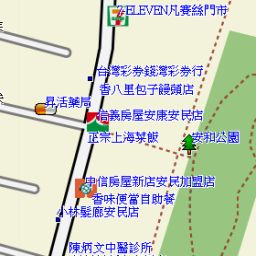 7-ELEVEN凡賽絲門市
台灣彩券錢灣彩券行
香八里包子饅頭店
昇活藥局
信義房屋安康安民店
正宗上海菜飯
安和公園
中信房屋新店安民加盟店
香味便當自助餐
小林髮廊安民店
陳炳文中醫診所